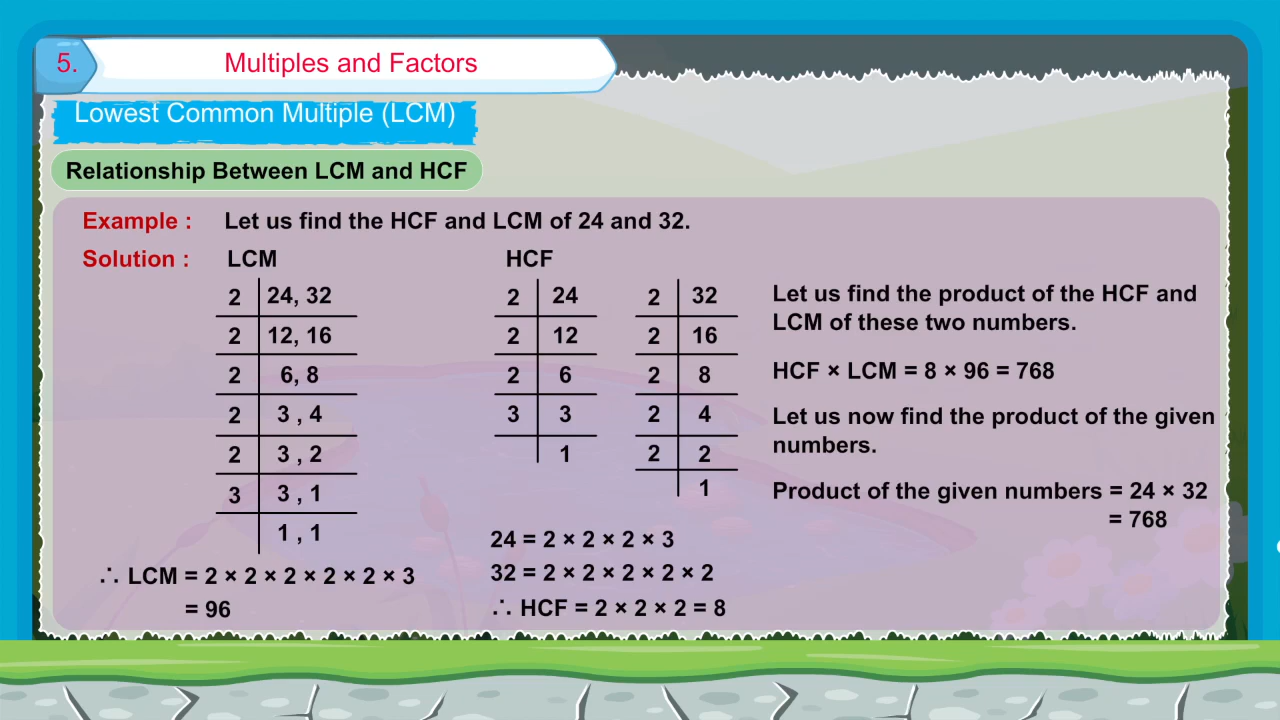 5. Multiples and Factors
Lowest Common Multiple (LCM)
Relationship Between LCM and HCF
Example : Let us find the HCF and LCM of 24 and 32.
Solution : LCM HCF
2 24, 32
2 12, 16
2 6, 8
2 3 , 4
2 3 , 2
3 3 , 1
1 , 1
∴ LCM = 2 × 2 × 2 × 2 × 2 × 3
= 96
2 24
2 12
2 6
3 3
1
2 32
2 16
2 8
2 4
2 2
1
24 = 2 × 2 × 2 × 3
32 = 2 × 2 × 2 × 2 × 2
∴ HCF = 2 × 2 × 2 = 8
Let us find the product of the HCF and
LCM of these two numbers.
HCF × LCM = 8 × 96 = 768
Let us now find the product of the given
numbers.
Product of the given numbers = 24 × 32
= 768